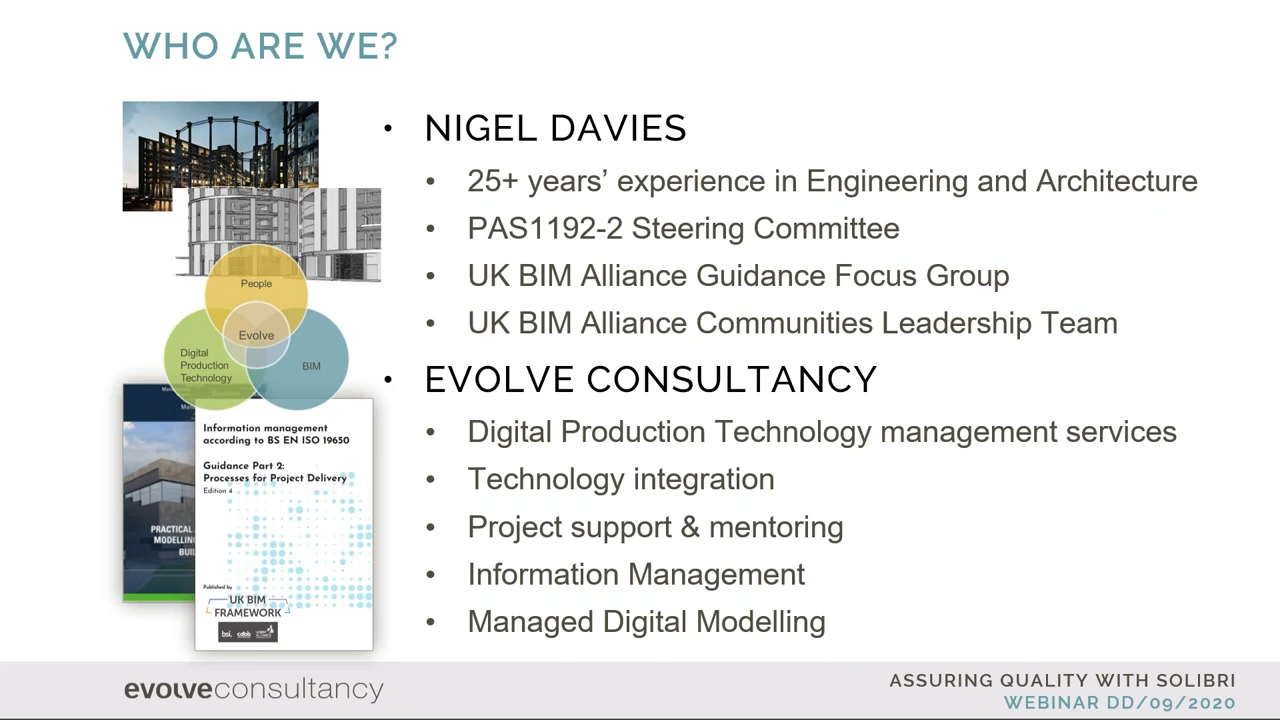 WHO ARE WE?
• NIGEL DAVIES
• 25+ years’ experience in Engineering and Architecture
• PAS1192-2 Steering Committee
• UK BIM Alliance Guidance Focus Group
• UK BIM Alliance Communities Leadership Team
• EVOLVE CONSULTANCY
• Digital Production Technology management services
• Technology integration
• Project support & mentoring
• Information Management
• Managed Digital Modelling
People
Evolve
Digital
Production
Technology
BIM
PRACTICAL
MODELLING
Information management
according to BS EN ISO 19650
Guidance Part 2:
Processes for Project Delivery
Edition 4
Published by
UK BIM
FRAMEWORK
bsi. cdbb
evolveconsultancy
ASSURING QUALITY WITH SOLIBRI
WEBINAR DD/09/2020